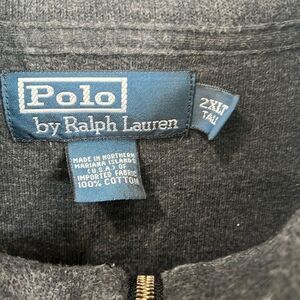 Polo
by Ralph Lauren
2XLT
TALL
MADE IN NORTHERN
MARIANA ISLANDS
(U.S.A.) OF
IMPORTED FABRIC
100% COTTON